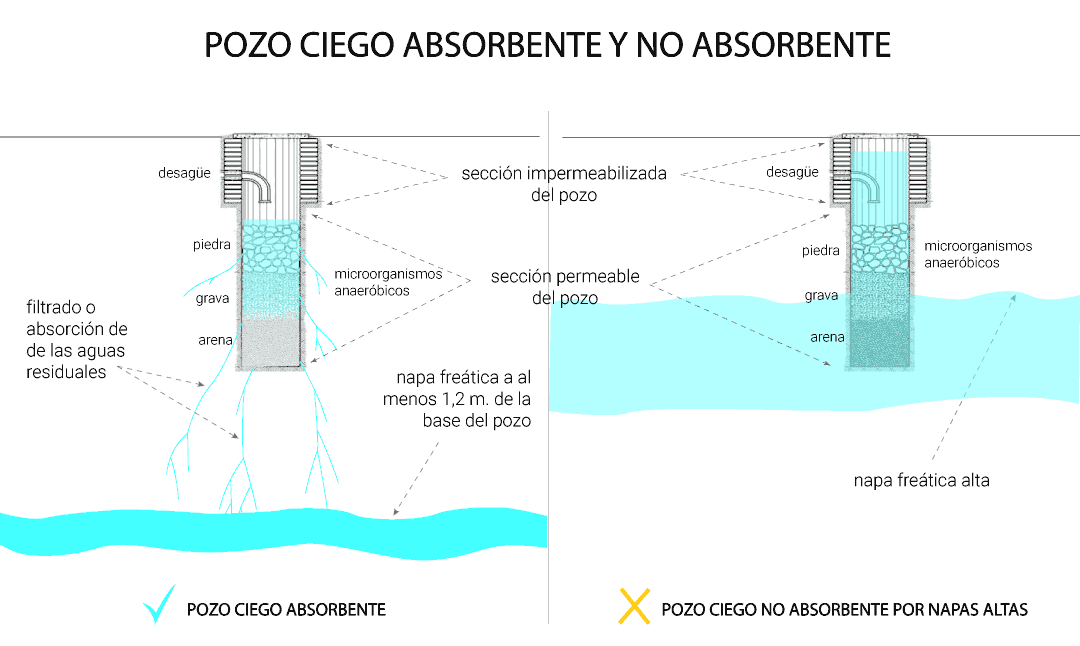 POZO CIEGO ABSORBENTE Y NO ABSORBENTE
desagüe
piedra
grava
arena
microorganismos
anaeróbicos
filtrado o
absorción de
de las aguas
residuales
napa freática a al
menos 1,2 m. de la
base del pozo
sección impermeabilizada
del pozo
sección permeable
del pozo
desagüe
piedra
grava
arena
microorganismos
anaeróbicos
napa freática alta
POZO CIEGO ABSORBENTE
POZO CIEGO NO ABSORBENTE POR NAPAS ALTAS